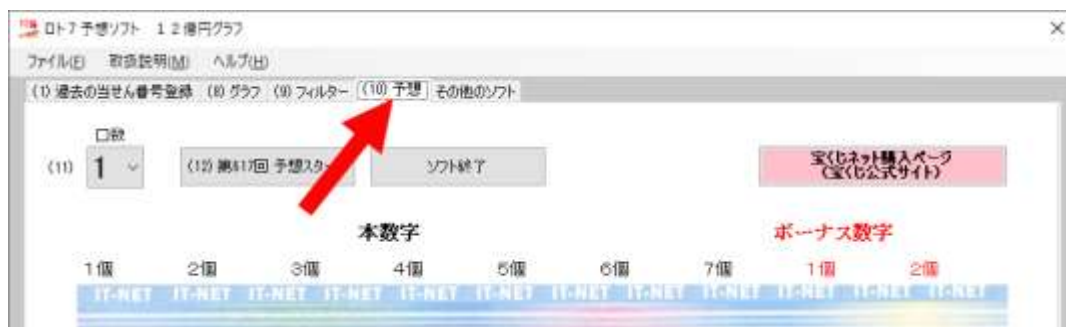 ロト7予想ソフト 12億円グラフ
ファイル(F) 取扱説明(M) ヘルプ(H)
(1) 過去の当せん番号登録 (8) グラフ (9) フィルター (10) 予想 その他のソフト
口数
(11) 1 (12) 第617回 予想スター ソフト終了 宝くじネット購入ページ
(宝くじ公式サイト)
本数字 ボーナス数字
1個 2個 3個 4個 5個 6個 7個 1個 2個
IT-NET IT-NET IT-NET IT-NET IT-NET IT-NET IT-NET IT-NET IT-NET IT-NET IT-NET IT-NET